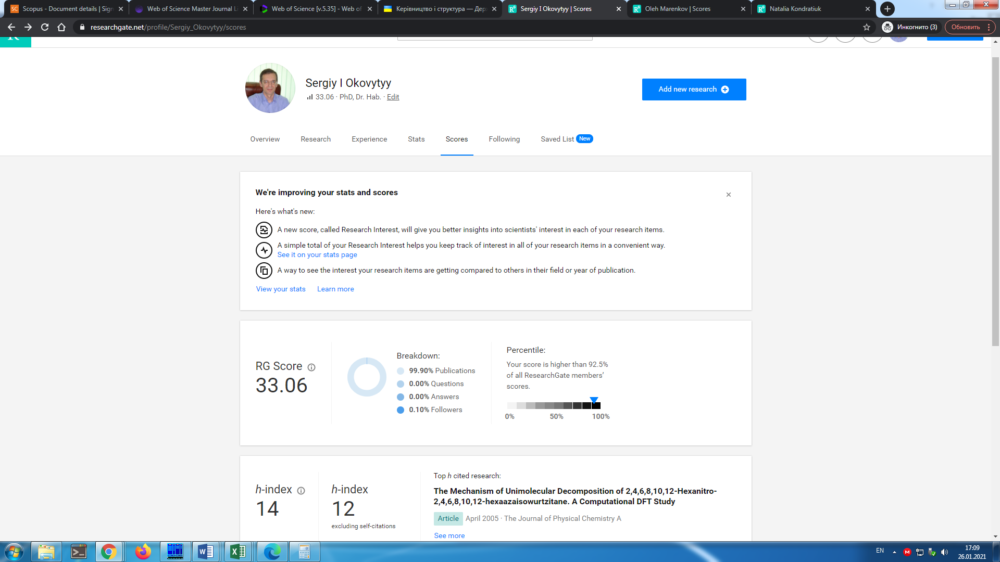 Scopus - Document details | Sign
Web of Science Master Journal Li
Web of Science [v.5.35] - Web of
Керівництво і структура — Дер
Sergiy I Okovytyy | Scores
Oleh Marenkov | Scores
Natalia Kondratiuk
researchgate.net/profile/Sergiy_Okovytyy/scores
Инкогнито (3)
Обновить
Sergiy I Okovytyy
33.06 · PhD, Dr. Hab. · Edit
Add new research
Overview
Research
Experience
Stats
Scores
Following
Saved List New
We're improving your stats and scores
Here's what's new:
A new score, called Research Interest, will give you better insights into scientists' interest in each of your research items.
A simple total of your Research Interest helps you keep track of interest in all of your research items in a convenient way.
See it on your stats page
A way to see the interest your research items are getting compared to others in their field or year of publication.
View your stats
Learn more
RG Score
33.06
Breakdown:
99.90% Publications
0.00% Questions
0.00% Answers
0.10% Followers
Percentile:
Your score is higher than 92.5%
of all ResearchGate members'
scores.
0%
50%
100%
h-index
14
h-index
12
excluding self-citations
Top h cited research:
The Mechanism of Unimolecular Decomposition of 2,4,6,8,10,12-Hexanitro-
2,4,6,8,10,12-hexaazaisowurtzitane. A Computational DFT Study
Article April 2005 · The Journal of Physical Chemistry A
See more
EN
17:09
26.01.2021